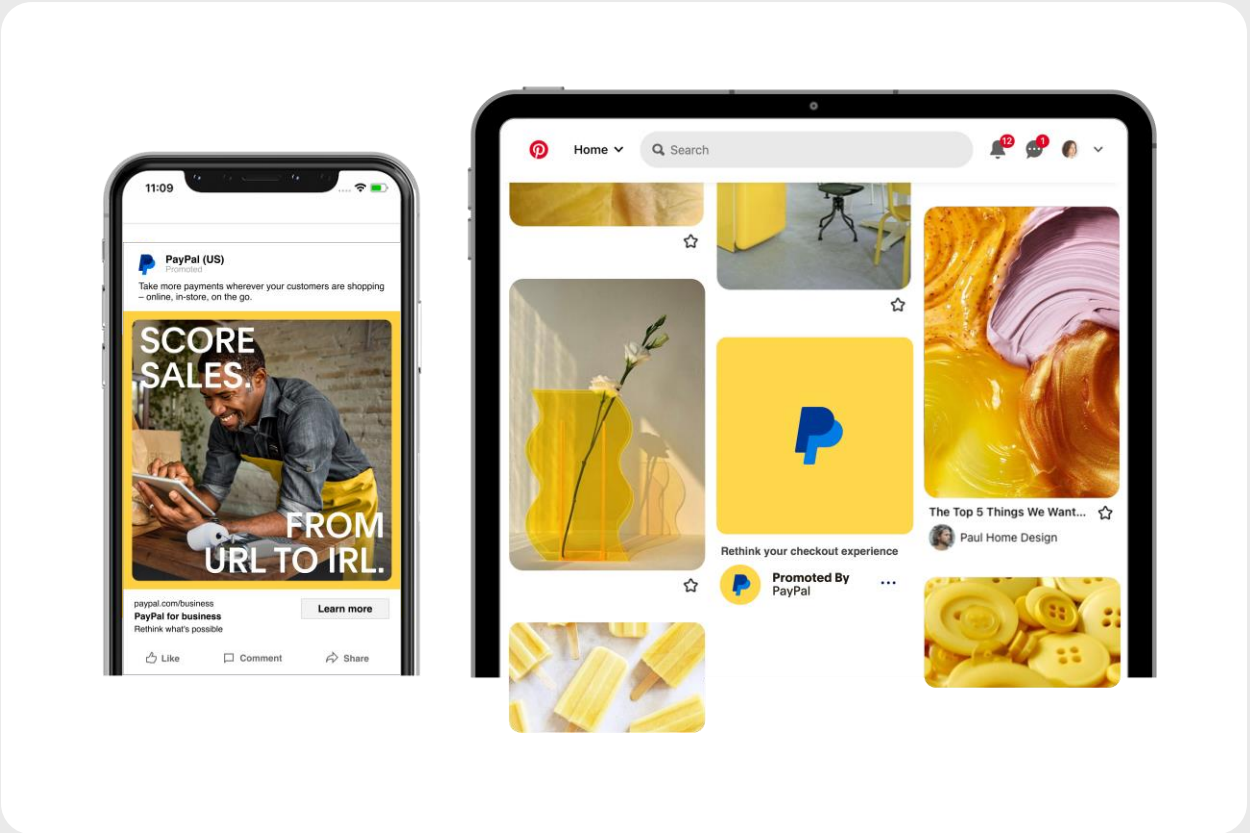 11:09
PayPal (US)
Promoted
Take more payments wherever your customers are shopping
– online, in-store, on the go.
SCORE
SALES.
FROM
URL TO IRL.
paypal.com/business
PayPal for business
Rethink what's possible
Learn more
Like
Comment
Share
Home
Search
12
1
Rethink your checkout experience
Promoted By
PayPal
The Top 5 Things We Want...
Paul Home Design